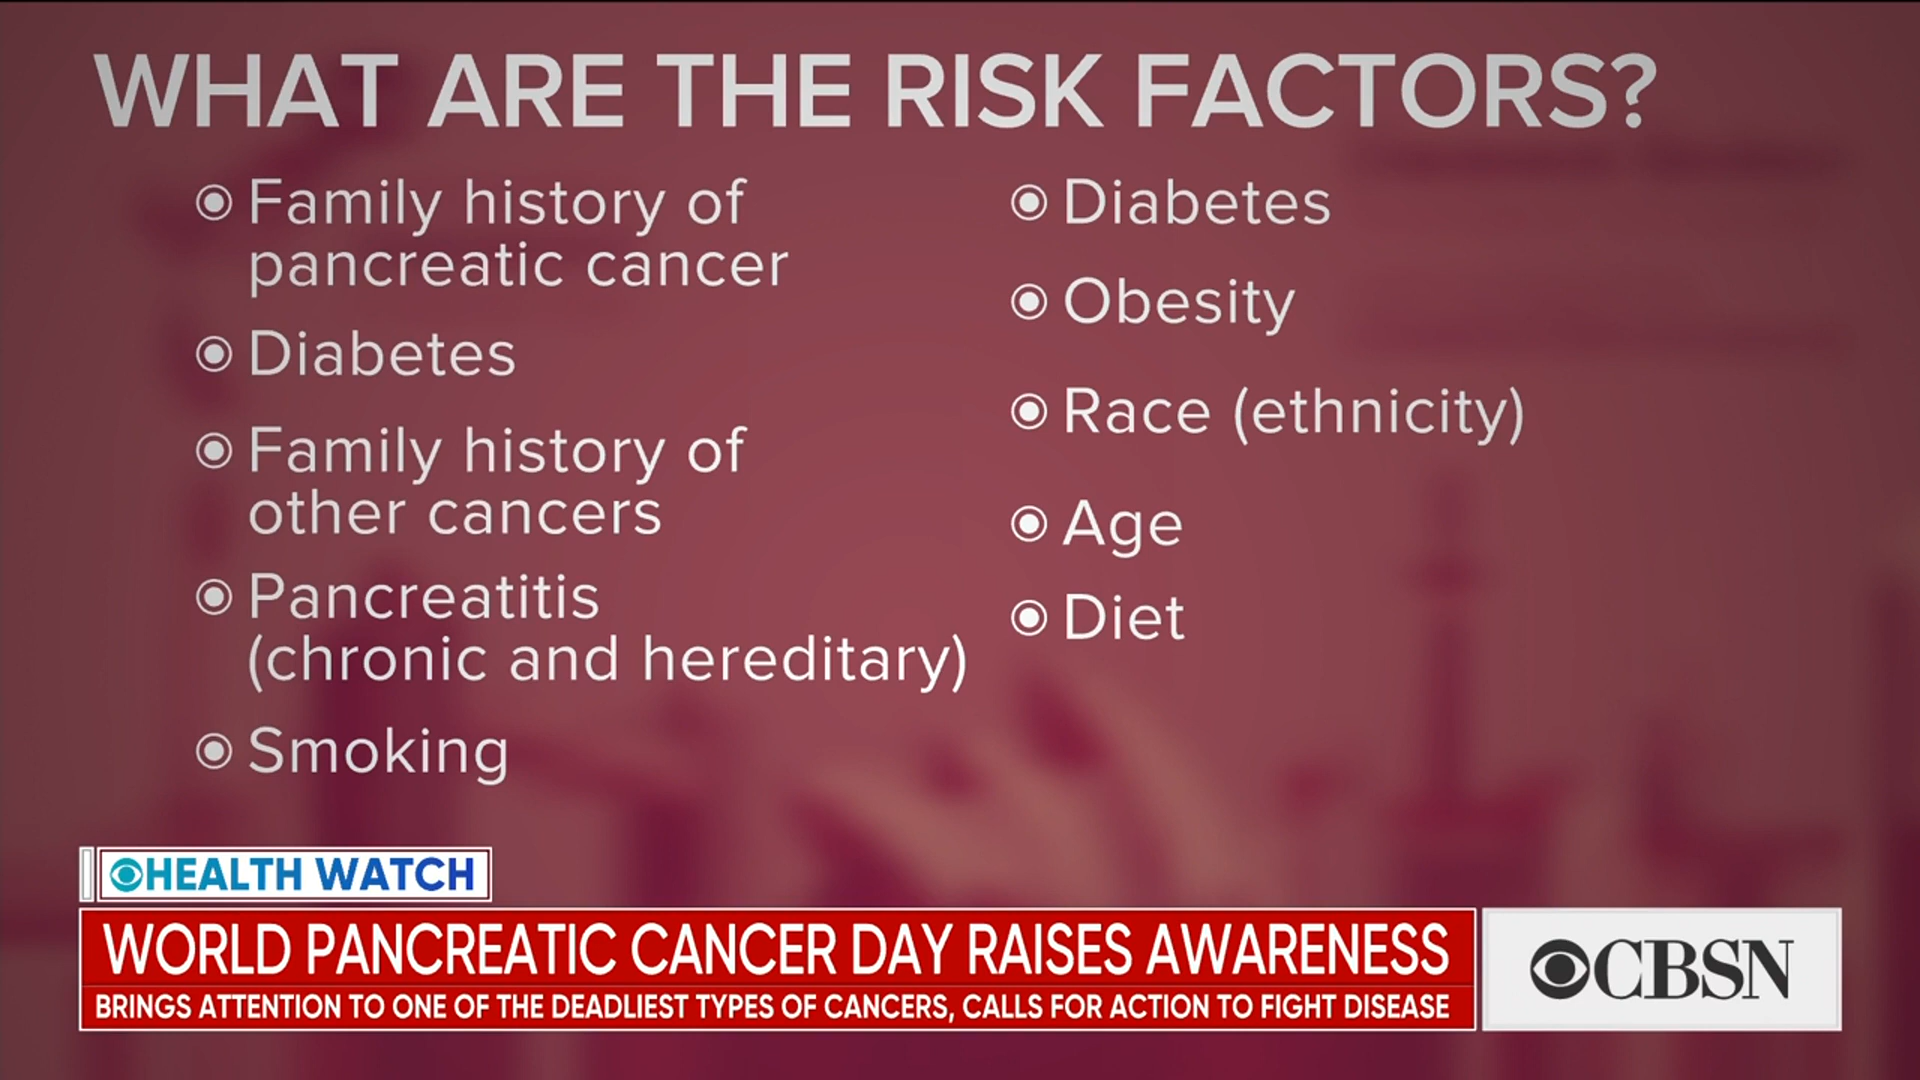 WHAT ARE THE RISK FACTORS?
Family history of
pancreatic cancer
Diabetes
Family history of
other cancers
Pancreatitis
(chronic and hereditary)
Smoking
Diabetes
Obesity
Race (ethnicity)
Age
Diet
HEALTH WATCH
WORLD PANCREATIC CANCER DAY RAISES AWARENESS
BRINGS ATTENTION TO ONE OF THE DEADLIEST TYPES OF CANCERS, CALLS FOR ACTION TO FIGHT DISEASE
CBSN